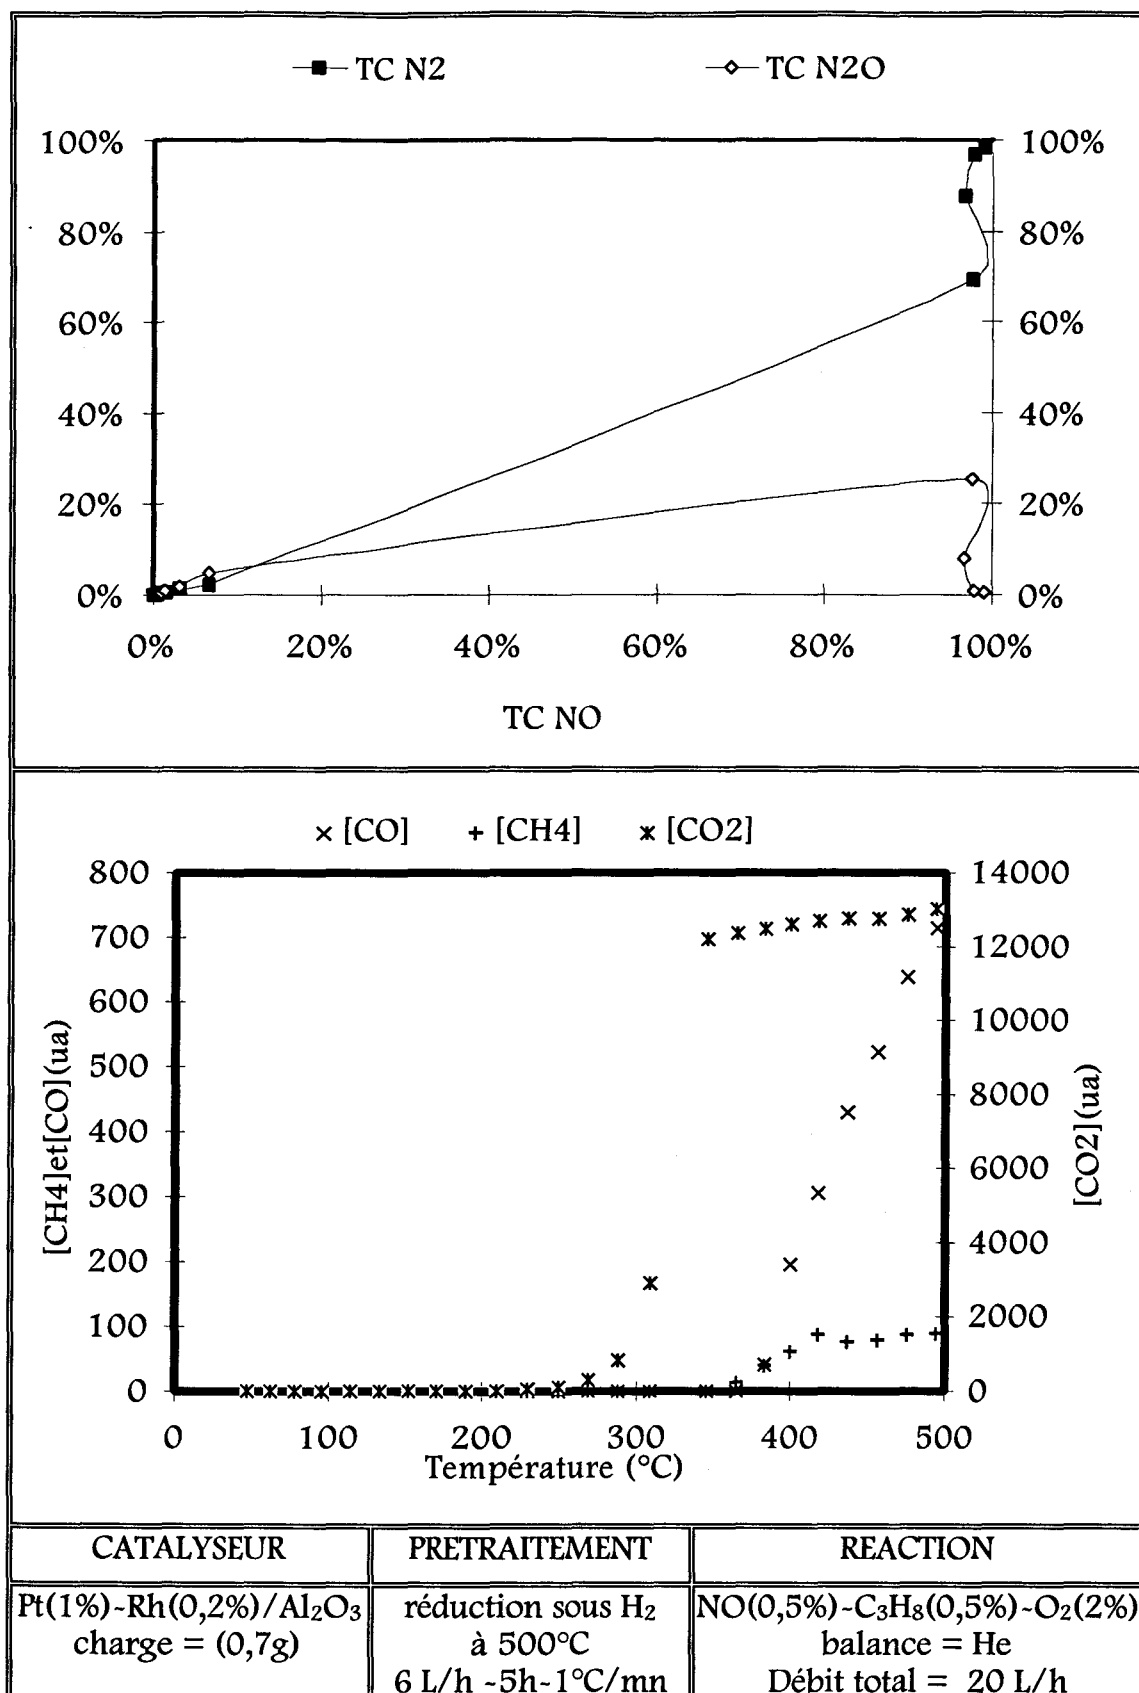 TC N2 TC N2O
100% 100%
80% 80%
60% 60%
40% 40%
20% 20%
0% 0%
0% 20% 40% 60% 80% 100%
TC NO
[CO] [CH4] [CO2]
800 14000
700 12000
600 10000
500 8000
400 6000
300 4000
200 2000
100 0
0
[CH4]et[CO](ua)
[CO2](ua)
0 100 200 300 400 500
Température (°C)
CATALYSEUR PRETRAITEMENT REACTION
Pt(1%)-Rh(0,2%)/Al₂O₃ réduction sous H₂ NO(0,5%)-C₃H₈(0,5%)-O₂(2%)
charge = (0,7g) à 500°C balance = He
6 L/h -5h-1°C/mn Débit total = 20 L/h